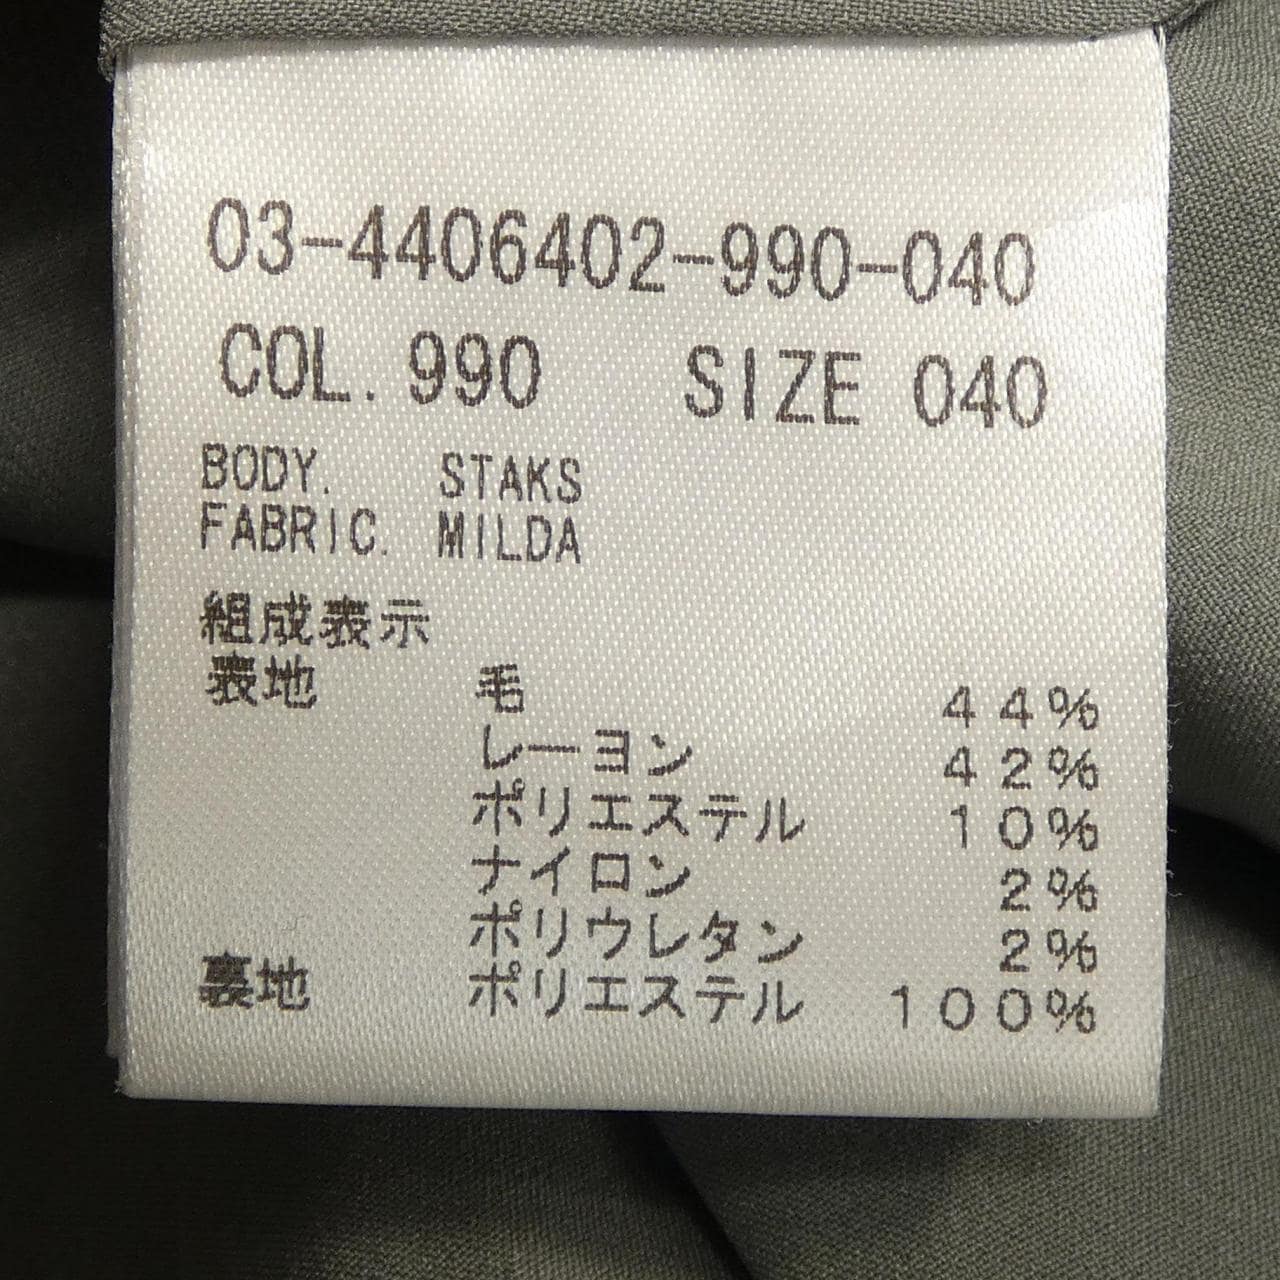 03-4406402-990-040
COL. 990 SIZE 040
BODY. STAKS
FABRIC. MILDA
組成表示
表地 毛 44%
レーヨン 42%
ポリエステル 10%
ナイロン 2%
ポリウレタン 2%
裏地 ポリエステル 100%